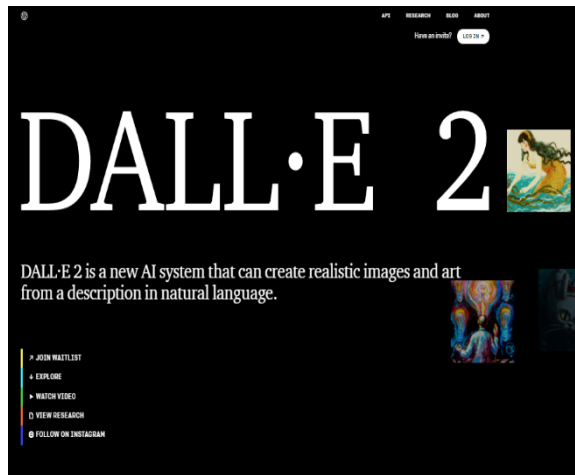 API RESEARCH BLOG ABOUT
Have an invite? LOG IN
DALL·E 2
DALL·E 2 is a new AI system that can create realistic images and art
from a description in natural language.
JOIN WAITLIST
EXPLORE
WATCH VIDEO
VIEW RESEARCH
FOLLOW ON INSTAGRAM